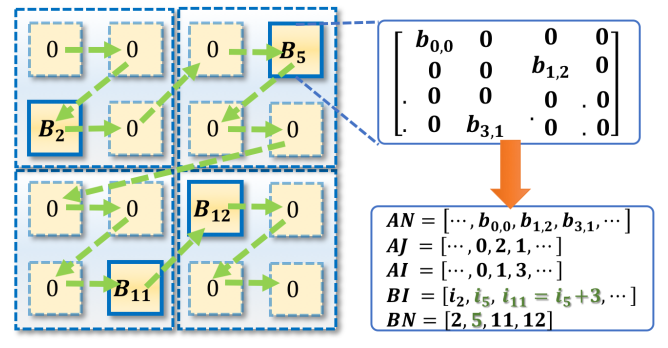 0 0 0 B₅
B₂ 0 0 0
0 0 B₁₂ 0
0 B₁₁ 0 0
b₀,₀ 0 0 0
0 0 b₁,₂ 0
. 0 0 0 . 0
. 0 b₃,₁ · 0 . 0
AN = [⋯, b₀,₀, b₁,₂, b₃,₁, ⋯]
AJ = [⋯, 0, 2, 1, ⋯]
AI = [⋯, 0, 1, 3, ⋯]
BI = [i₂, i₅, i₁₁ = i₅+3, ⋯]
BN = [2, 5, 11, 12]